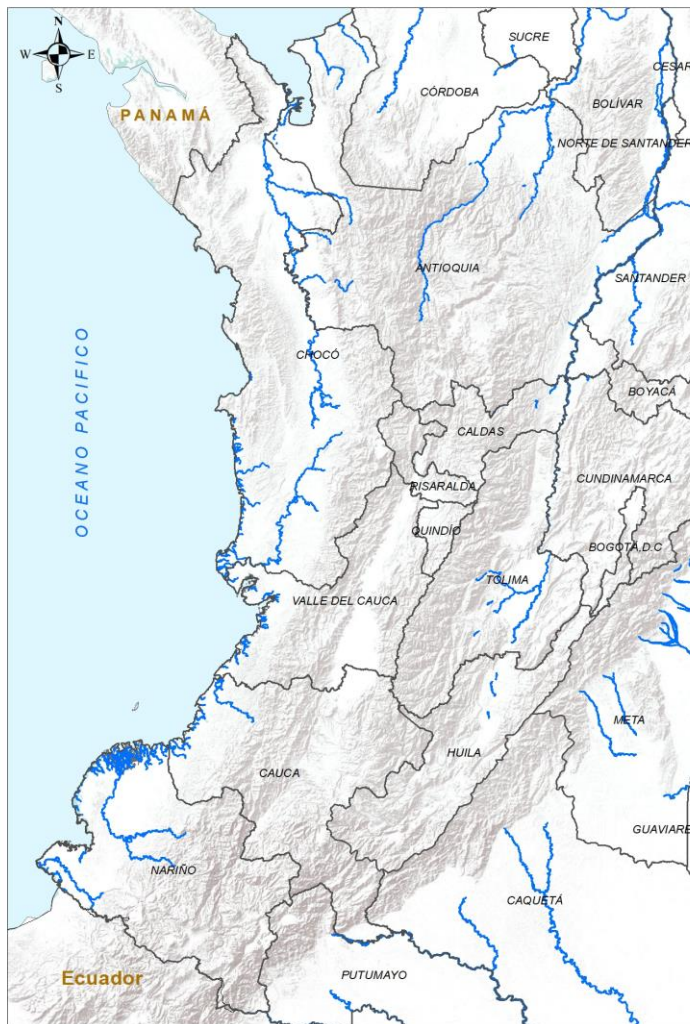 N
W E
S
SUCRE
CESAR
CÓRDOBA
BOLÍVAR
PANAMÁ
NORTE DE SANTANDER
ANTIOQUIA
SANTANDER
OCEANO PACIFICO
CHOCÓ
BOYACÁ
CALDAS
CUNDINAMARCA
RISARALDA
QUINDÍO
BOGOTÁ,D.C
TOLIMA
VALLE DEL CAUCA
META
HUILA
CAUCA
GUAVIARE
NARIÑO
CAQUETÁ
PUTUMAYO
Ecuador